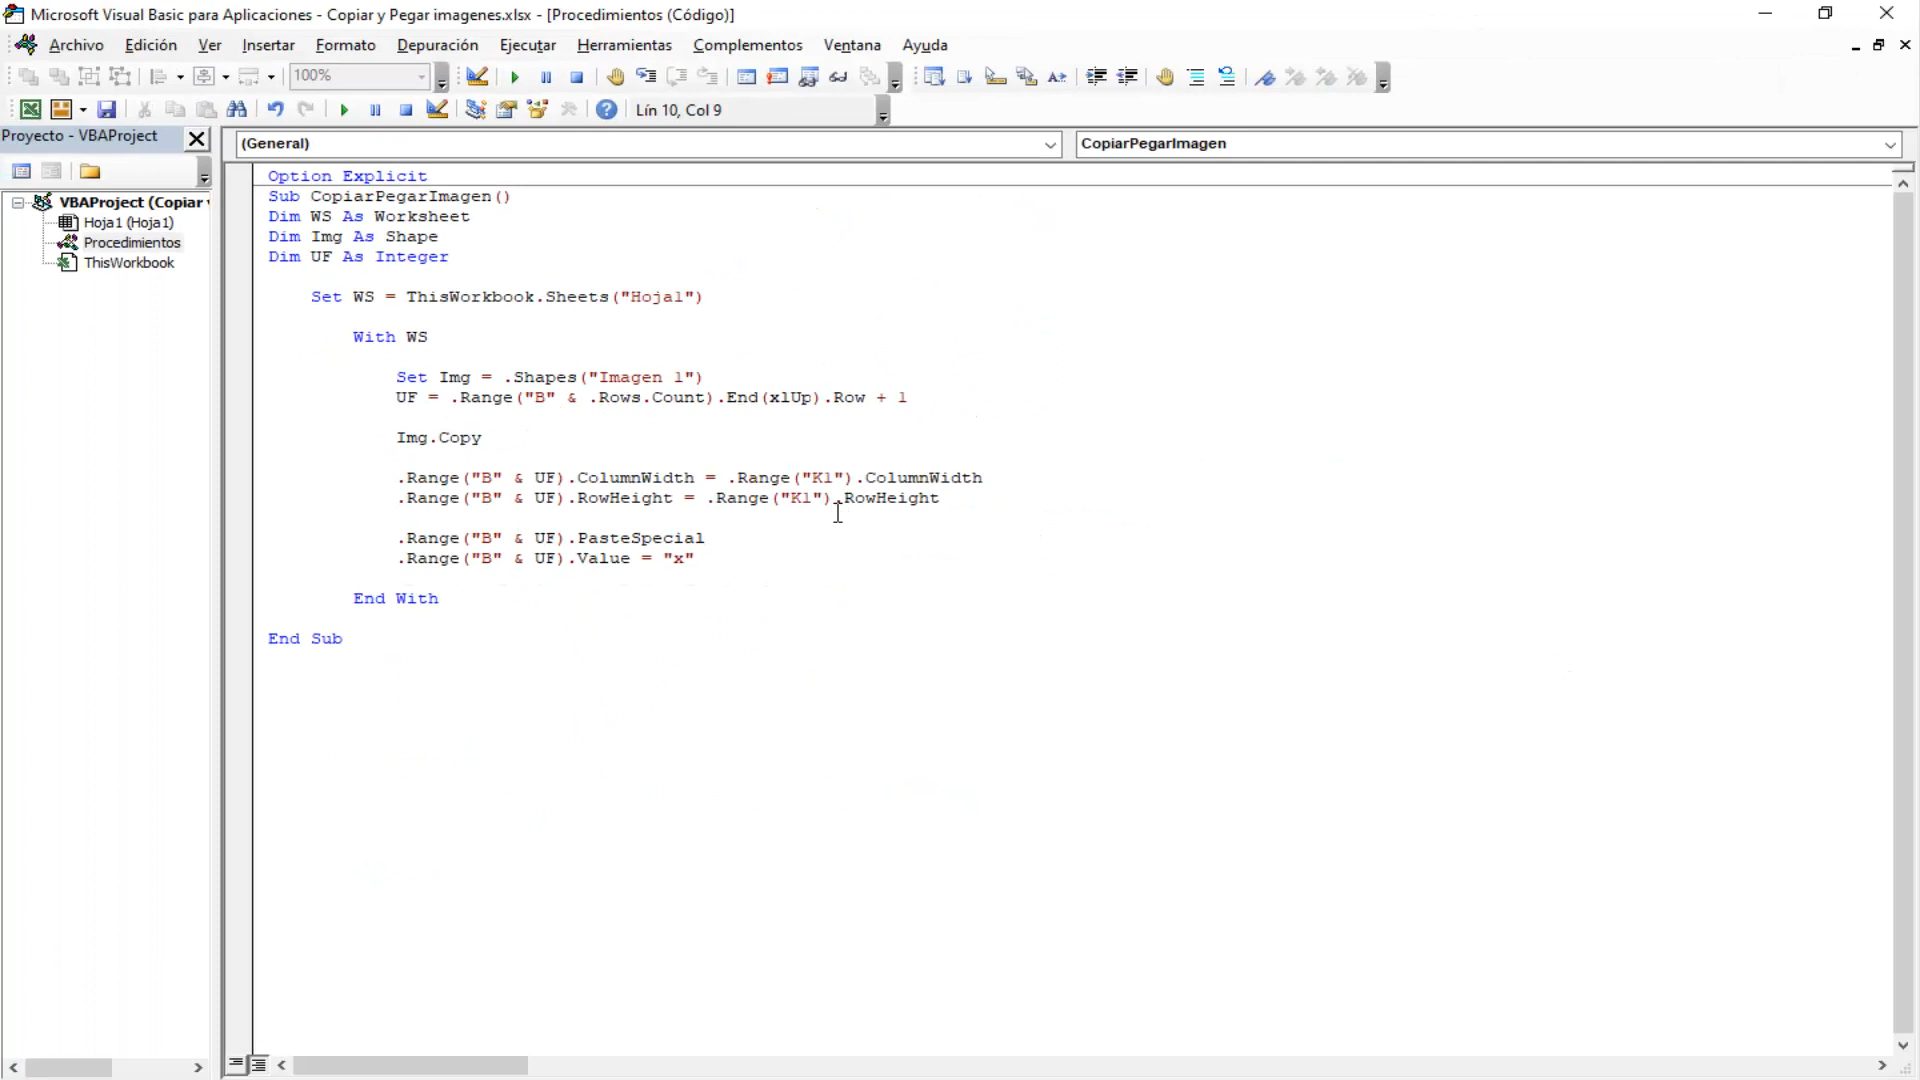 Microsoft Visual Basic para Aplicaciones - Copiar y Pegar imagenes.xlsx - [Procedimientos (Código)]
Archivo Edición Ver Insertar Formato Depuración Ejecutar Herramientas Complementos Ventana Ayuda
100%
Lín 10, Col 9
Proyecto - VBAProject
(General) CopiarPegarImagen
VBAProject (Copiar
Hoja1 (Hoja1)
Procedimientos
ThisWorkbook
Option Explicit
Sub CopiarPegarImagen()
Dim WS As Worksheet
Dim Img As Shape
Dim UF As Integer
Set WS = ThisWorkbook.Sheets("Hoja1")
With WS
Set Img = .Shapes("Imagen 1")
UF = .Range("B" & .Rows.Count).End(xlUp).Row + 1
Img.Copy
.Range("B" & UF).ColumnWidth = .Range("K1").ColumnWidth
.Range("B" & UF).RowHeight = .Range("K1").RowHeight
.Range("B" & UF).PasteSpecial
.Range("B" & UF).Value = "x"
End With
End Sub